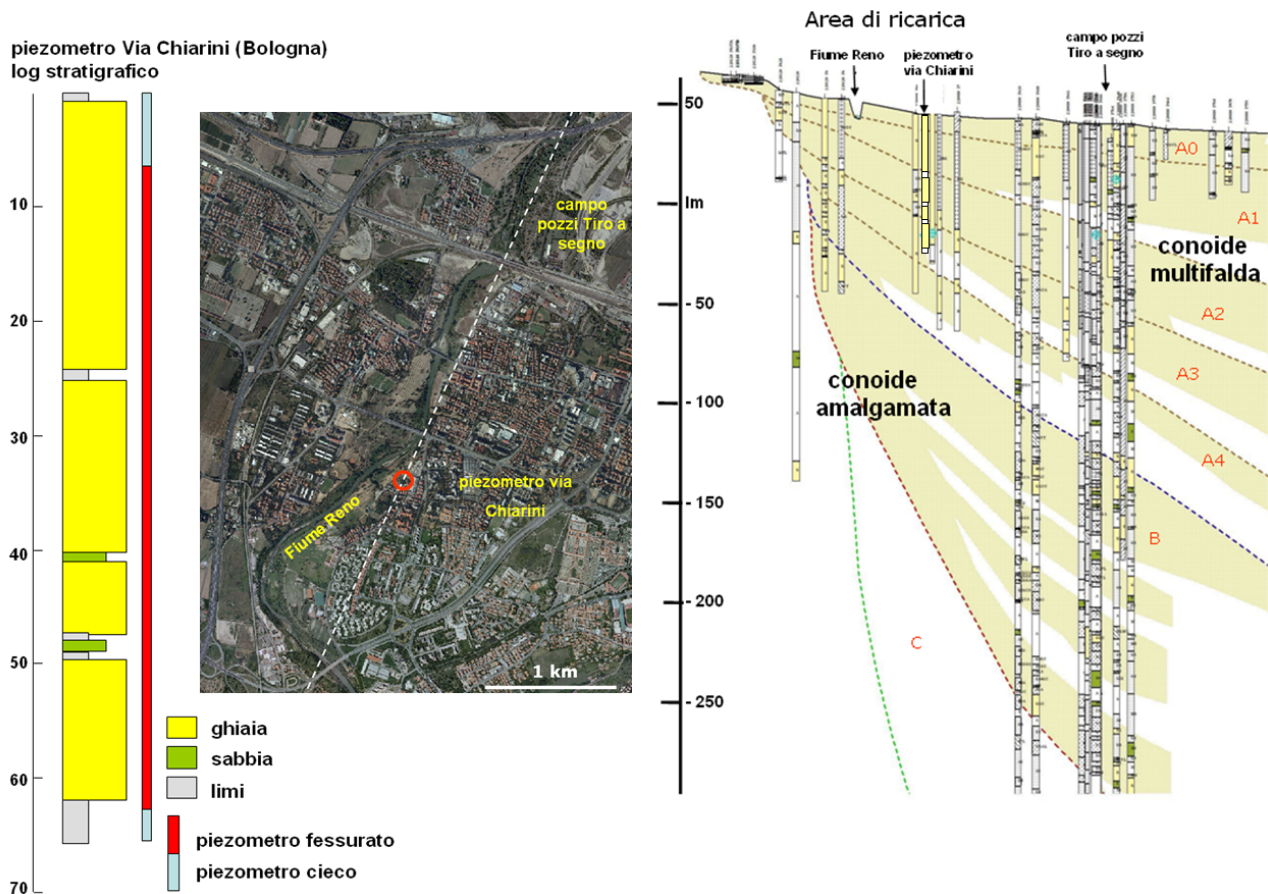 piezometro Via Chiarini (Bologna)
log stratigrafico
10
20
30
40
50
60
70
campo
pozzi Tiro a
segno
piezometro via
Chiarini
Fiume Reno
1 km
ghiaia
sabbia
limi
piezometro fessurato
piezometro cieco
Area di ricarica
Fiume Reno
piezometro
via Chiarini
campo pozzi
Tiro a segno
50
lm
- 50
- 100
- 150
- 200
-250
A0
A1
conoide
multifalda
A2
A3
conoide
amalgamata
A4
B
C